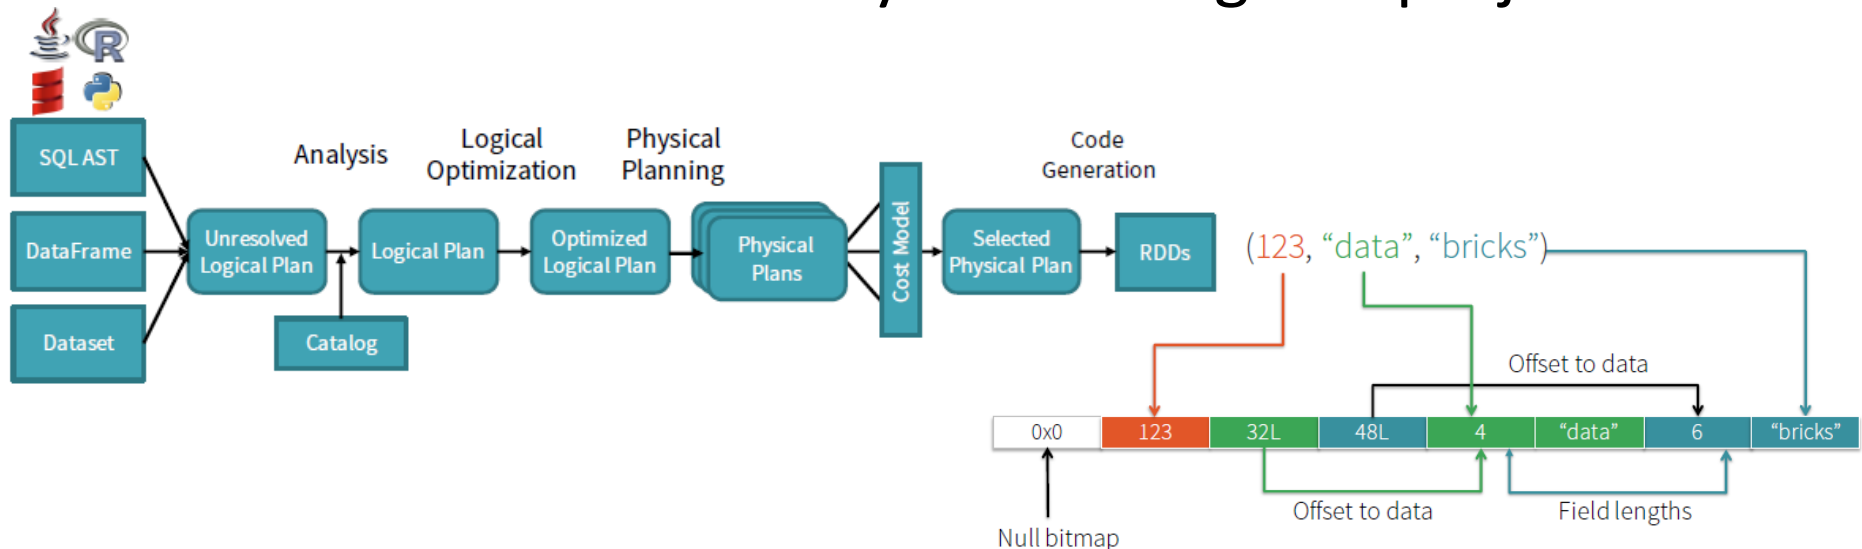 R
SQL AST
DataFrame
Dataset
Analysis
Logical
Optimization
Physical
Planning
Code
Generation
Unresolved
Logical Plan
Logical Plan
Optimized
Logical Plan
Physical
Plans
Cost Model
Selected
Physical Plan
RDDs
Catalog
(123, “data”, “bricks”)
Offset to data
0x0 123 32L 48L 4 “data” 6 “bricks”
Offset to data
Field lengths
Null bitmap